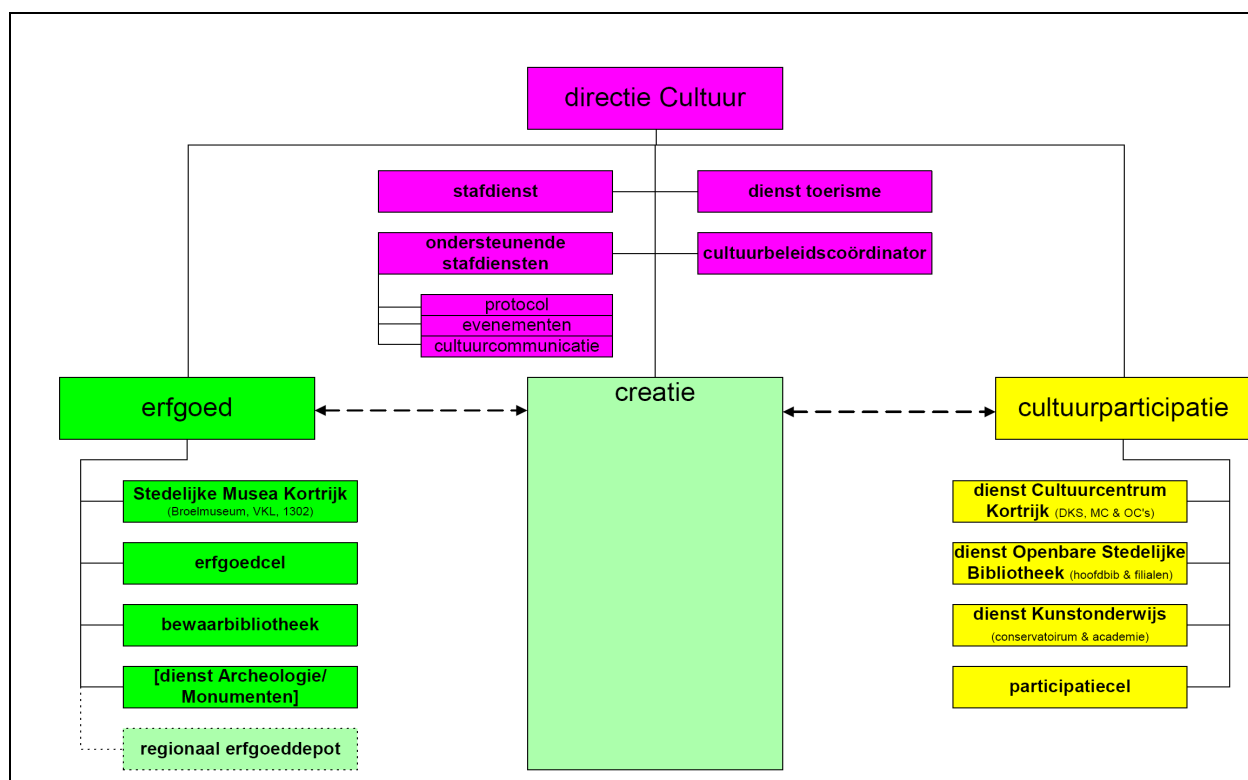 directie Cultuur
stafdienst
dienst toerisme
ondersteunende
stafdiensten
cultuurbeleidscoördinator
protocol
evenementen
cultuurcommunicatie
erfgoed
creatie
cultuurparticipatie
Stedelijke Musea Kortrijk
(Broelmuseum, VKL, 1302)
erfgoedcel
bewaarbibliotheek
[dienst Archeologie/
Monumenten]
regionaal erfgoeddepot
dienst Cultuurcentrum
Kortrijk (DKS, MC & OC's)
dienst Openbare Stedelijke
Bibliotheek (hoofdbib & filialen)
dienst Kunstonderwijs
(conservatoirum & academie)
participatiecel